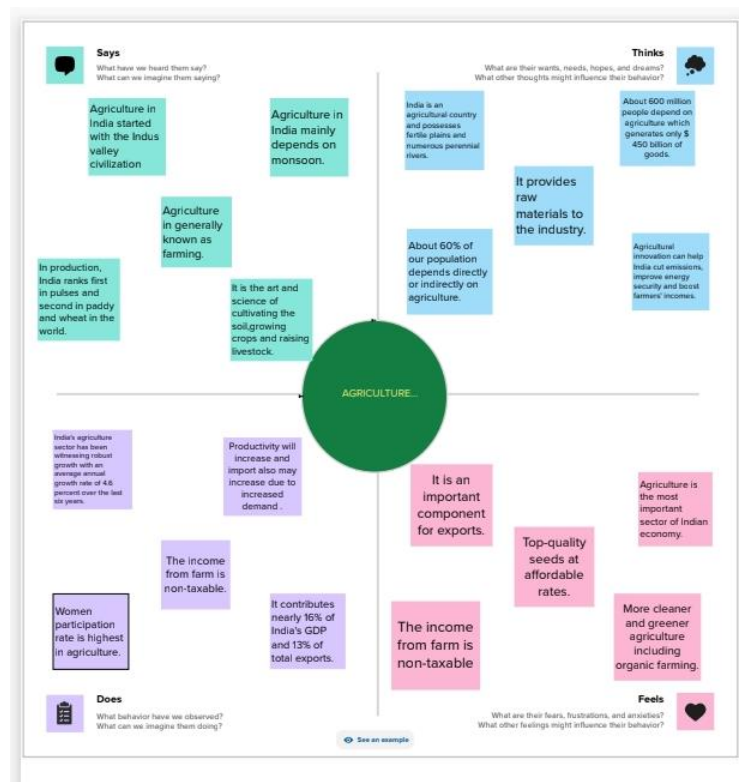 Says
What have we heard them say?
What can we imagine them saying?
Agriculture in
India started
with the Indus
valley
civilization
Agriculture in
India mainly
depends on
monsoon.
Agriculture
in generally
known as
farming.
In production,
India ranks first
in pulses and
second in paddy
and wheat in the
world.
It is the art and
science of
cultivating the
soil,growing
crops and raising
livestock.
Thinks
What are their wants, needs, hopes, and dreams?
What other thoughts might influence their behavior?
India is an
agricultural country
and possesses
fertile plains and
numerous perennial
rivers.
About 600 million
people depend on
agriculture which
generates only $
450 billion of
goods.
It provides
raw
materials to
the industry.
About 60% of
our population
depends directly
or indirectly on
agriculture.
Agricultural
innovation can help
India cut emissions,
improve energy
security and boost
farmers' incomes.
AGRICULTURE...
India's agriculture
sector has been
witnessing robust
growth with an
average annual
growth rate of 4.6
percent over the last
six years.
Productivity will
increase and
import also may
increase due to
increased
demand .
The income
from farm is
non-taxable.
Women
participation
rate is highest
in agriculture.
It contributes
nearly 16% of
India's GDP
and 13% of
total exports.
Does
What behavior have we observed?
What can we imagine them doing?
It is an
important
component
for exports.
Agriculture is
the most
important
sector of Indian
economy.
Top-quality
seeds at
affordable
rates.
The income
from farm is
non-taxable
More cleaner
and greener
agriculture
including
organic farming.
Feels
What are their fears, frustrations, and anxieties?
What other feelings might influence their behavior?
See an example